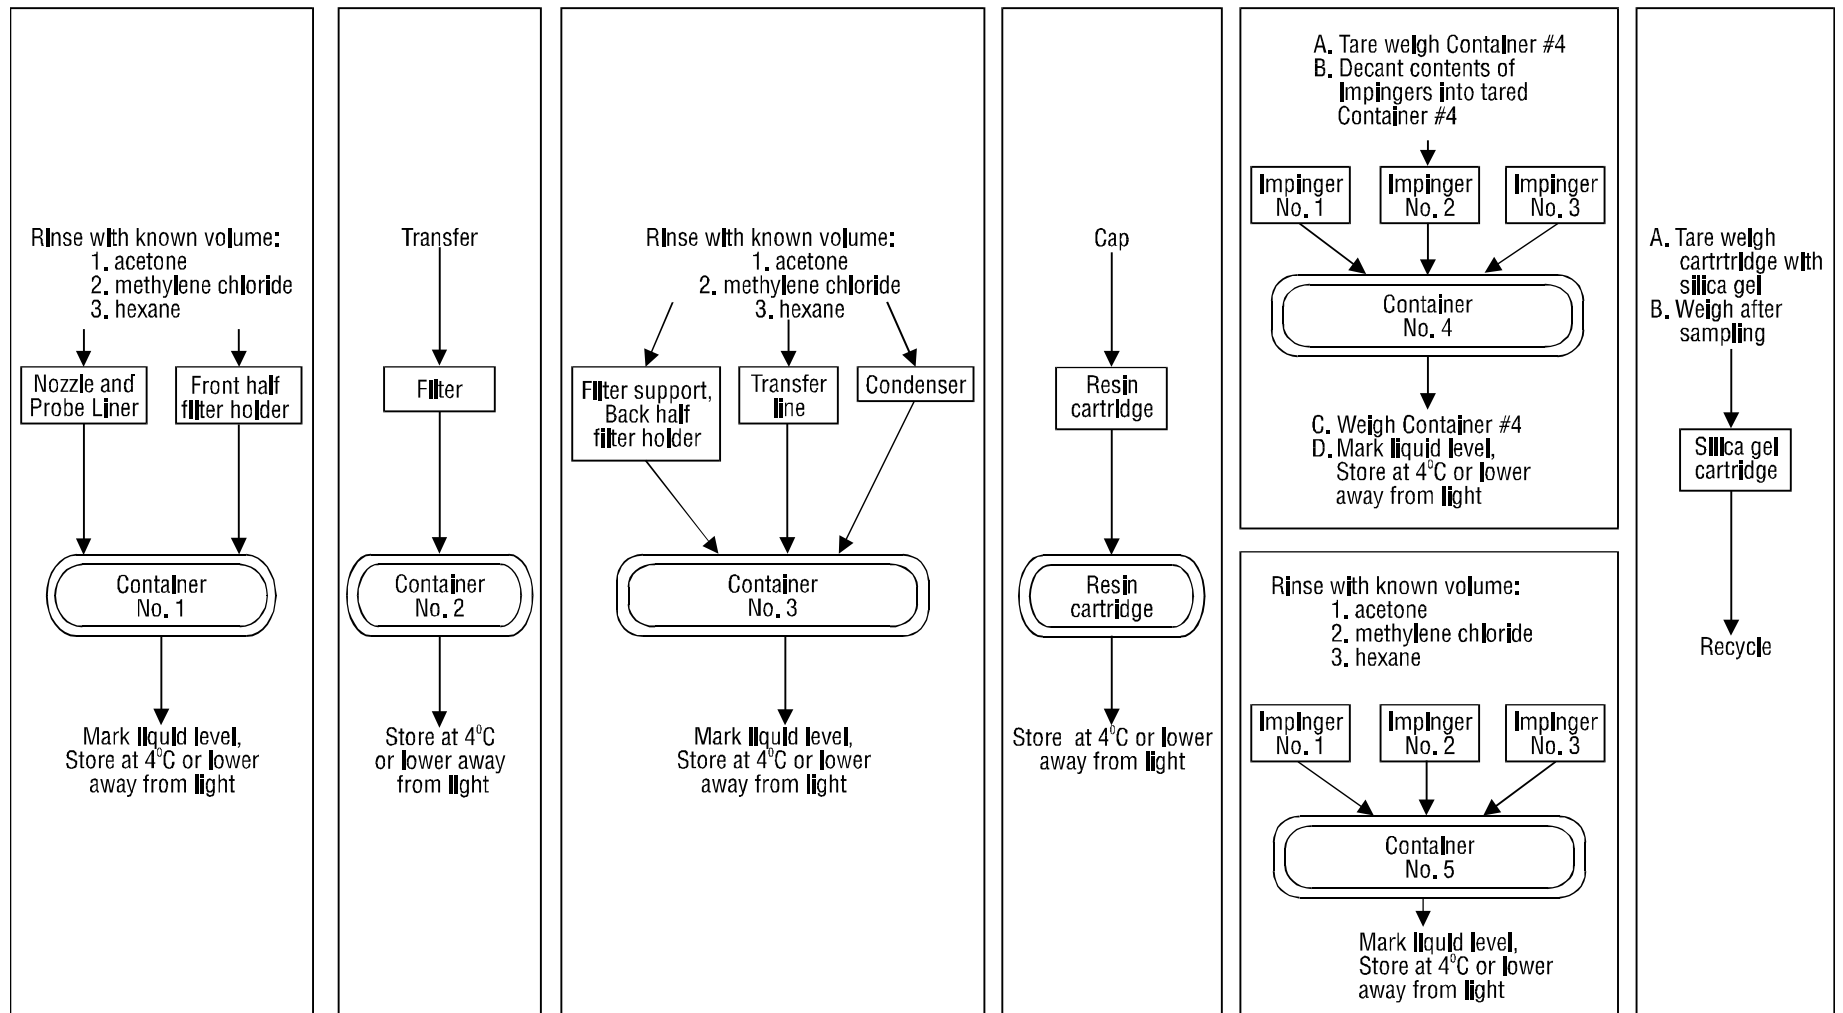 Rinse with known volume:
1. acetone
2. methylene chloride
3. hexane
Nozzle and
Probe Liner
Front half
filter holder
Container
No. 1
Mark liquid level,
Store at 4°C or lower
away from light
Transfer
Filter
Container
No. 2
Store at 4°C
or lower away
from light
Rinse with known volume:
1. acetone
2. methylene chloride
3. hexane
Filter support,
Back half
filter holder
Transfer
line
Condenser
Container
No. 3
Mark liquid level,
Store at 4°C or lower
away from light
Cap
Resin
cartridge
Resin
cartridge
Store at 4°C or lower
away from light
A. Tare weigh Container #4
B. Decant contents of
Impingers into tared
Container #4
Impinger
No. 1
Impinger
No. 2
Impinger
No. 3
Container
No. 4
C. Weigh Container #4
D. Mark liquid level,
Store at 4°C or lower
away from light
Rinse with known volume:
1. acetone
2. methylene chloride
3. hexane
Impinger
No. 1
Impinger
No. 2
Impinger
No. 3
Container
No. 5
Mark liquid level,
Store at 4°C or lower
away from light
A. Tare weigh
cartrtridge with
silica gel
B. Weigh after
sampling
Silica gel
cartridge
Recycle